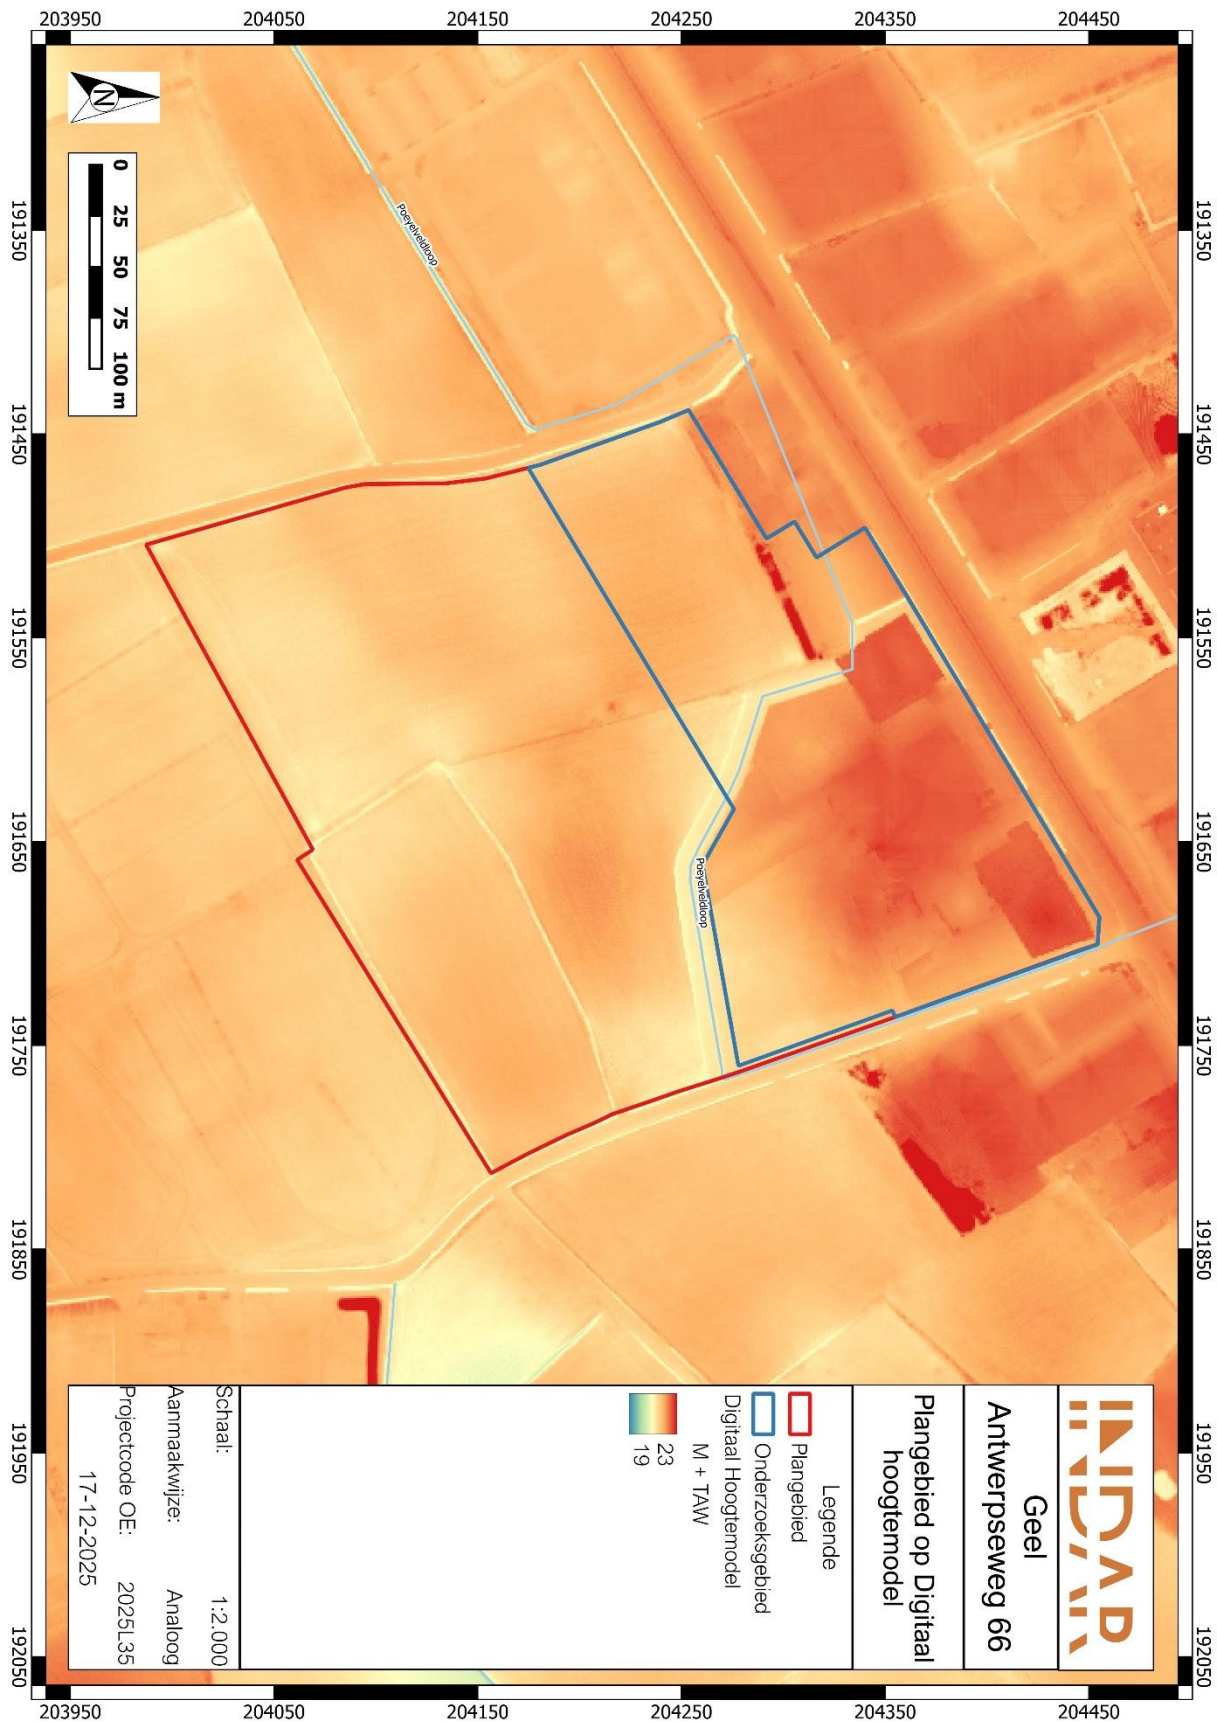 203950 204050 204150 204250 204350 204450
191350
191450
191550
191650
191750
191850
191950
192050
191350
191450
191550
191650
191750
191850
191950
192050
203950 204050 204150 204250 204350 204450
N
0 25 50 75 100 m
Poeyelveldloop
Poeyelveldloop
INDAR
Geel
Antwerpseweg 66
Plangebied op Digitaal
hoogtemodel
Legende
Plangebied
Onderzoeksgebied
Digitaal Hoogtemodel
M + TAW
23
19
Schaal: 1:2.000
Aanmaakwijze: Analoog
Projectcode OE: 2025L35
17-12-2025